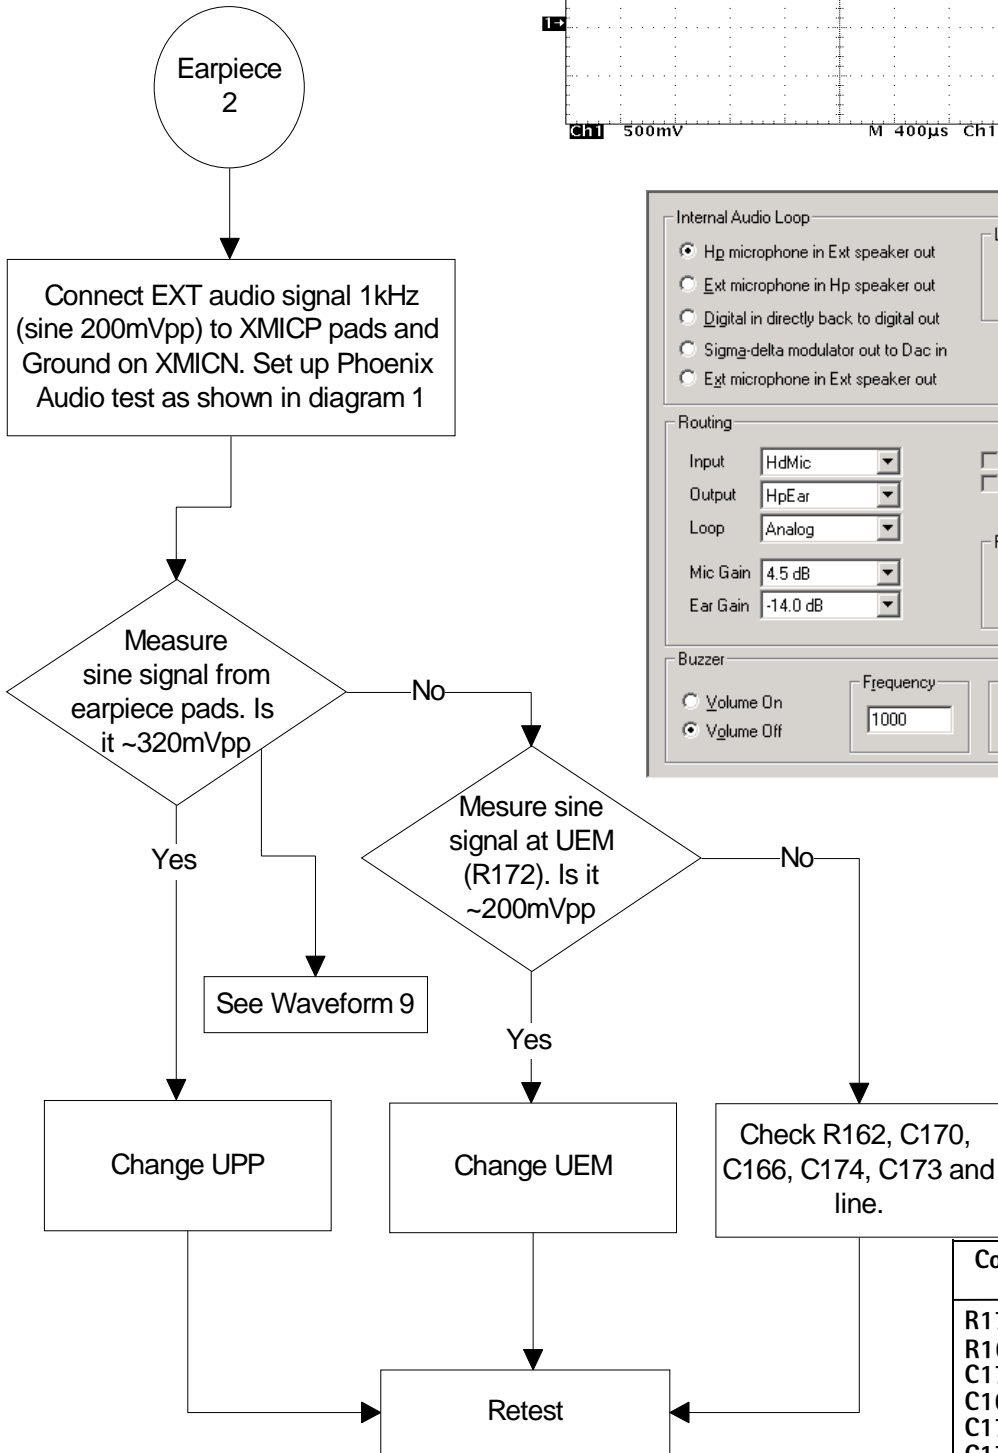 Earpiece
2
1→
Ch1 500mV M 400µs Ch1
Connect EXT audio signal 1kHz
(sine 200mVpp) to XMICP pads and
Ground on XMICN. Set up Phoenix
Audio test as shown in diagram 1
Internal Audio Loop
Hp microphone in Ext speaker out
Ext microphone in Hp speaker out
Digital in directly back to digital out
Sigma-delta modulator out to Dac in
Ext microphone in Ext speaker out
Routing
Input HdMic
Output HpEar
Loop Analog
Mic Gain 4.5 dB
Ear Gain -14.0 dB
Buzzer
Volume On
Volume Off
Frequency
1000
Measure
sine signal from
earpiece pads. Is
it ~320mVpp
No
Yes
See Waveform 9
Mesure sine
signal at UEM
(R172). Is it
~200mVpp
No
Yes
Change UPP
Change UEM
Check R162, C170,
C166, C174, C173 and
line.
Retest